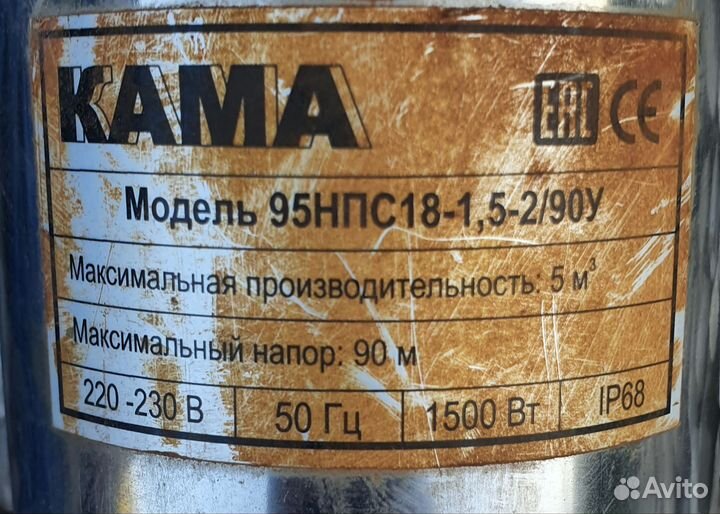 КАМА EAC CE
Модель 95НПС18-1,5-2/90У
Максимальная производительность: 5 м³
Максимальный напор: 90 м
220 -230 В 50 Гц 1500 Вт IP68
Avito